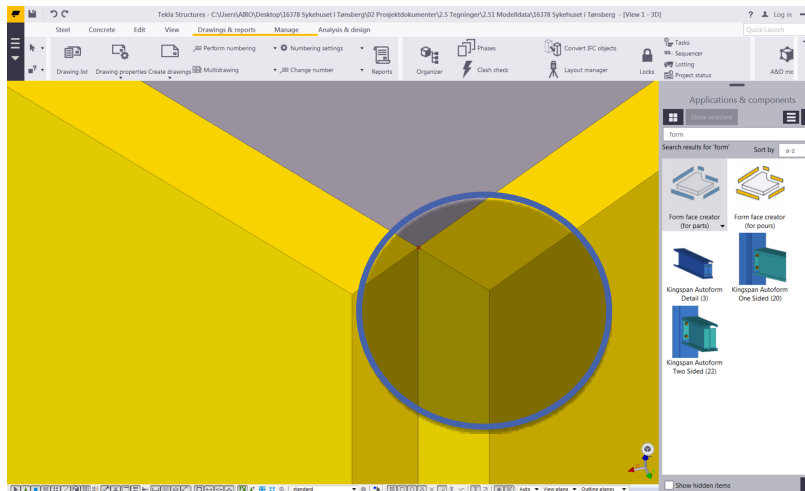 Tekla Structures - C:\Users\AIRO\Desktop\16378 Sykehuset i Tønsberg\02 Prosjektdokumenter\2.5 Tegninger\2.51 Modelldata\16378 Sykehuset i Tønsberg - [View 1 - 3D]
? Log in
Steel Concrete Edit View Drawings & reports Manage Analysis & design
Quick Launch
Perform numbering
Numbering settings
Phases
Convert IFC objects
Tasks
Sequencer
Lotting
Project status
Drawing list
Drawing properties
Create drawings
Multidrawing
Change number
Reports
Organizer
Clash check
Layout manager
Locks
A&D mo
Applications & components
Show selected
form
Search results for 'form'
Sort by
a-z
Form face creator
(for parts)
Form face creator
(for pours)
Kingspan Autoform
Detail (3)
Kingspan Autoform
One Sided (20)
Kingspan Autoform
Two Sided (22)
Show hidden items
standard
Auto
View plane
Outline planes